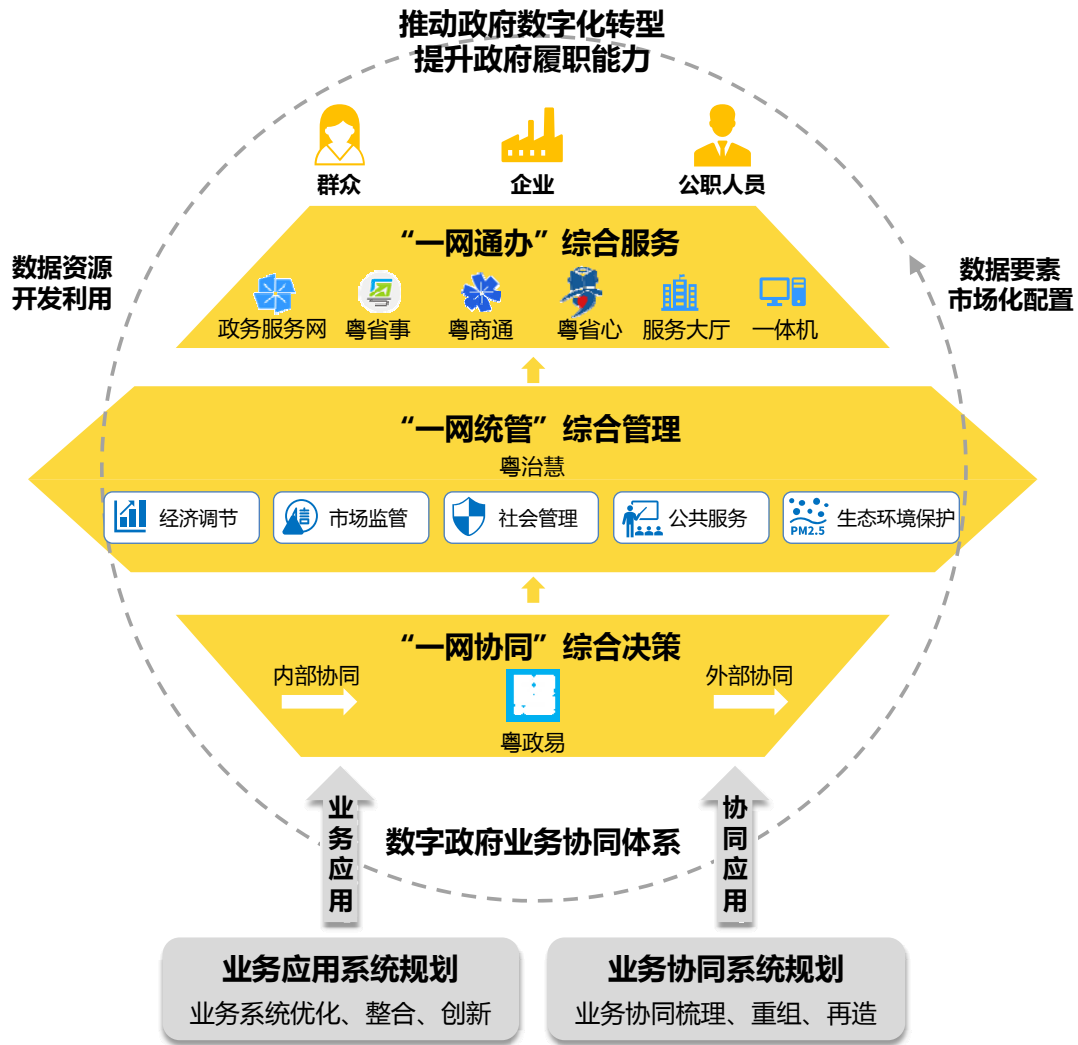 推动政府数字化转型
提升政府履职能力
群众
企业
公职人员
数据资源
开发利用
数据要素
市场化配置
“一网通办”综合服务
政务服务网
粤省事
粤商通
粤省心
服务大厅
一体机
“一网统管”综合管理
粤治慧
经济调节
信
市场监管
社会管理
公共服务
PM2.5
生态环境保护
“一网协同”综合决策
内部协同
外部协同
粤政易
业务应用
协同应用
数字政府业务协同体系
业务应用系统规划
业务系统优化、整合、创新
业务协同系统规划
业务协同梳理、重组、再造